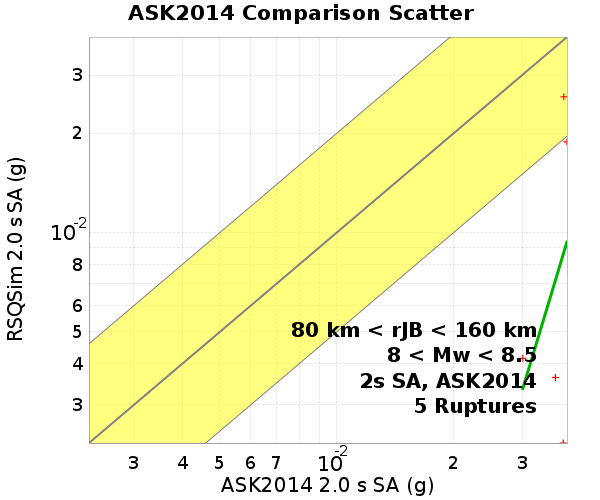 ASK2014 Comparison Scatter
RSQSim 2.0 s SA (g)
3
2
10-2
8
6
5
4
3
80 km < rJB < 160 km
8 < Mw < 8.5
2s SA, ASK2014
5 Ruptures
3 4 5 6 7 10-2 2 3
ASK2014 2.0 s SA (g)